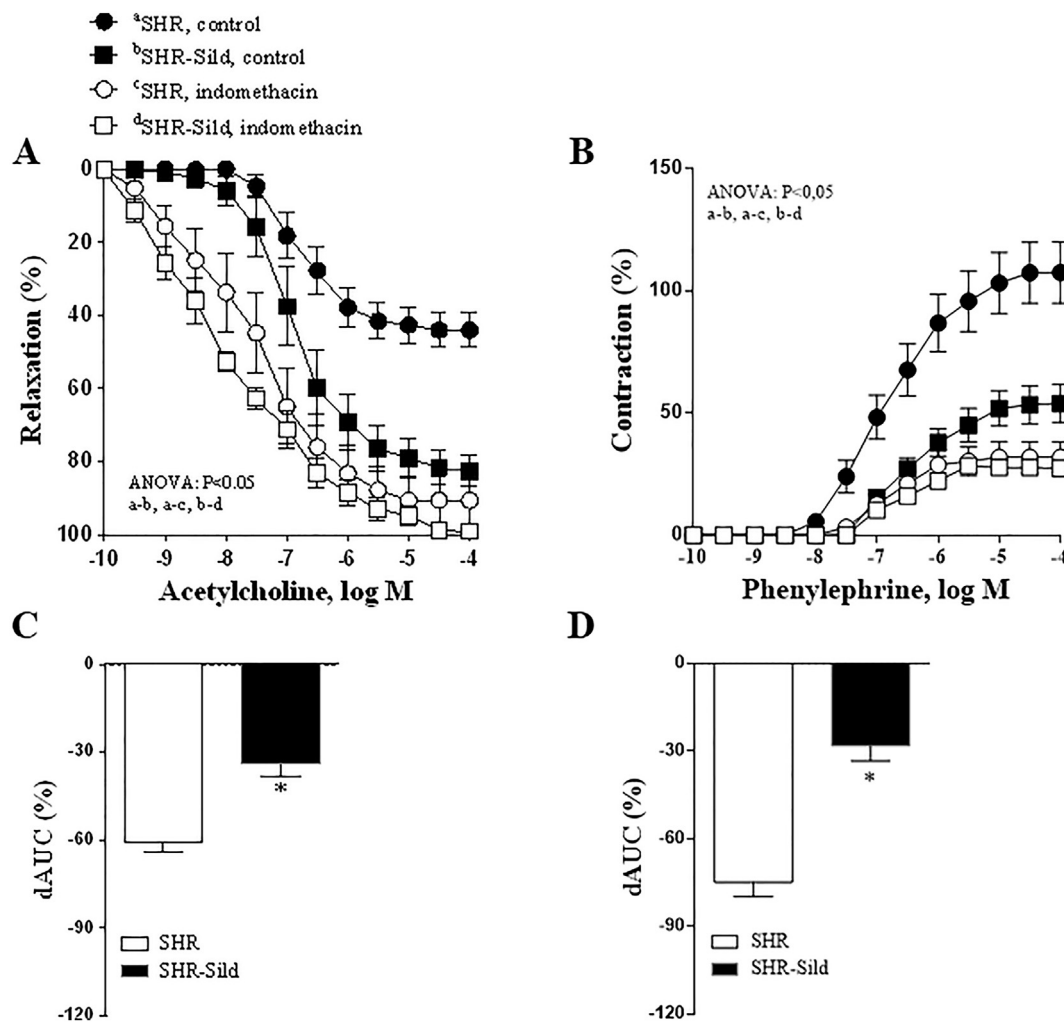 aSHR, control
bSHR-Sild, control
cSHR, indomethacin
dSHR-Sild, indomethacin
A
0
20
40
60
80
100
Relaxation (%)
ANOVA: P<0.05
a-b, a-c, b-d
-10 -9 -8 -7 -6 -5 -4
Acetylcholine, log M
B
150
100
50
0
Contraction (%)
ANOVA: P<0,05
a-b, a-c, b-d
-10 -9 -8 -7 -6 -5 -4
Phenylephrine, log M
C
0
-30
-60
-90
-120
dAUC (%)
*
SHR
SHR-Sild
D
0
-30
-60
-90
-120
dAUC (%)
*
SHR
SHR-Sild